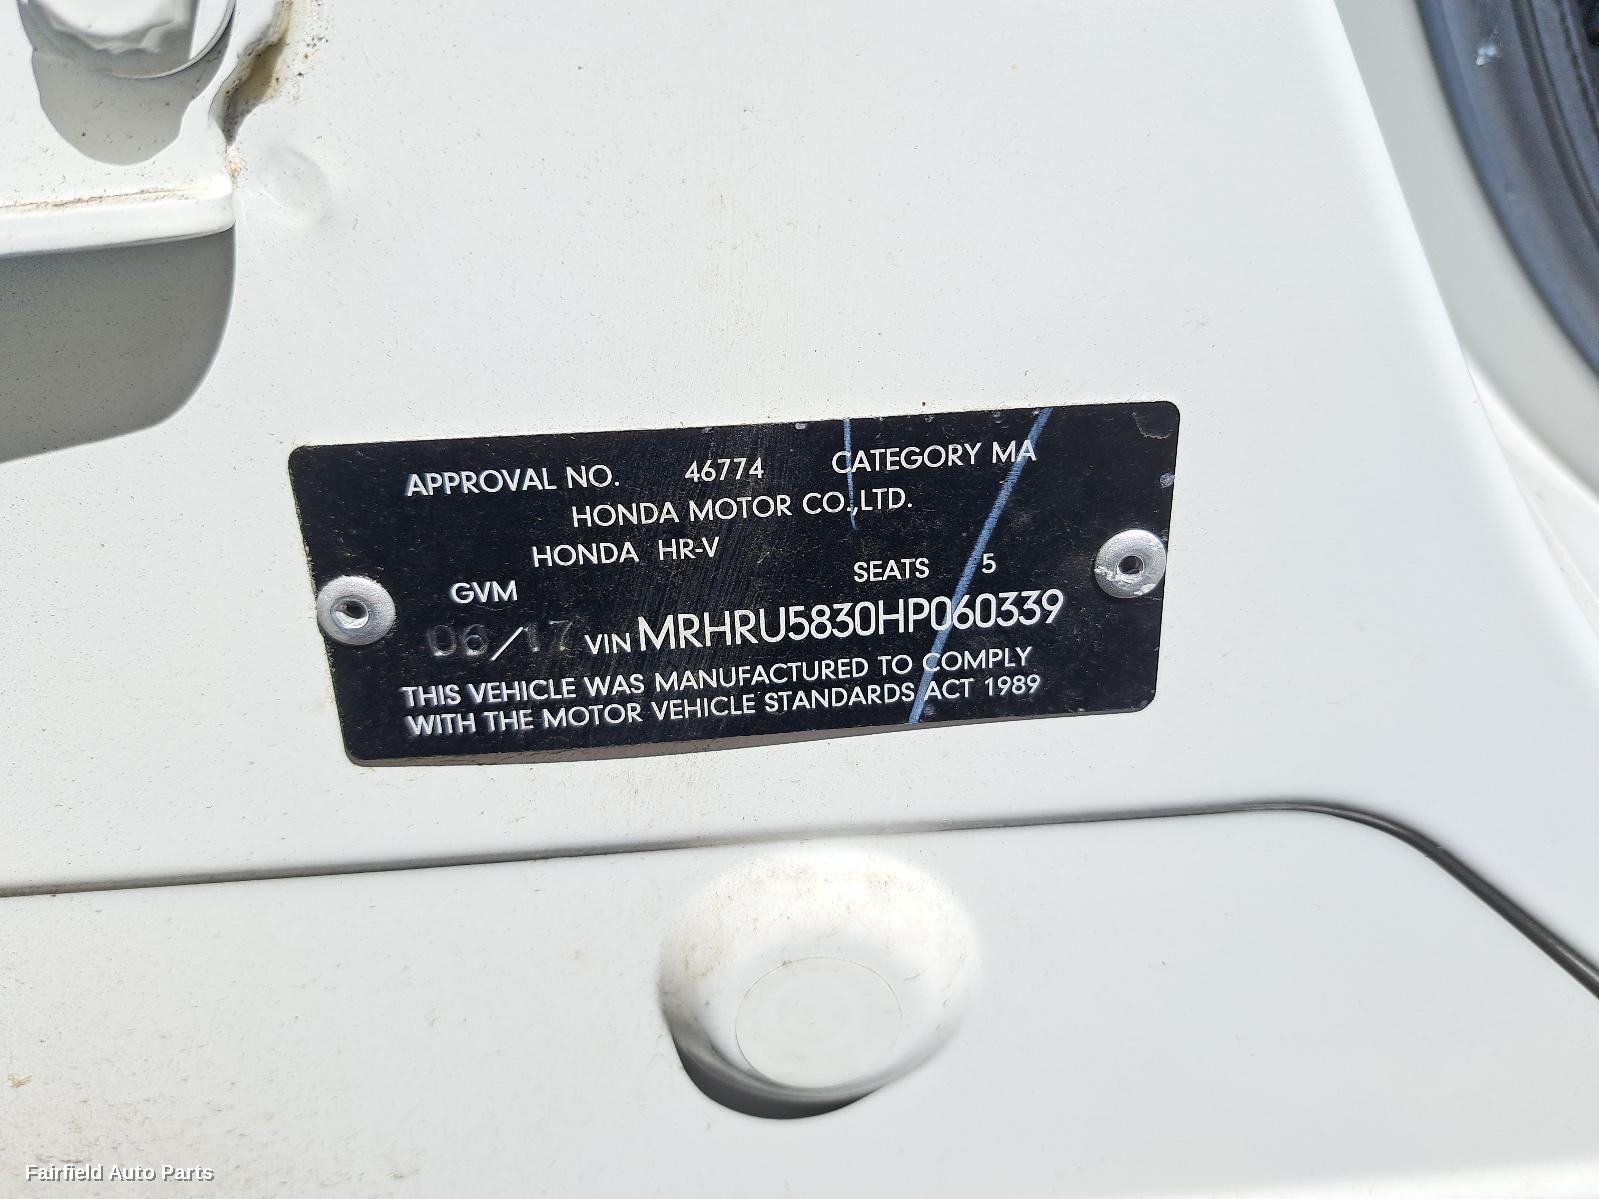 APPROVAL NO. 46774 CATEGORY MA
HONDA MOTOR CO.,LTD.
HONDA HR-V
GVM SEATS 5
06/17 VIN MRHRU5830HP060339
THIS VEHICLE WAS MANUFACTURED TO COMPLY
WITH THE MOTOR VEHICLE STANDARDS ACT 1989
Fairfield Auto Parts